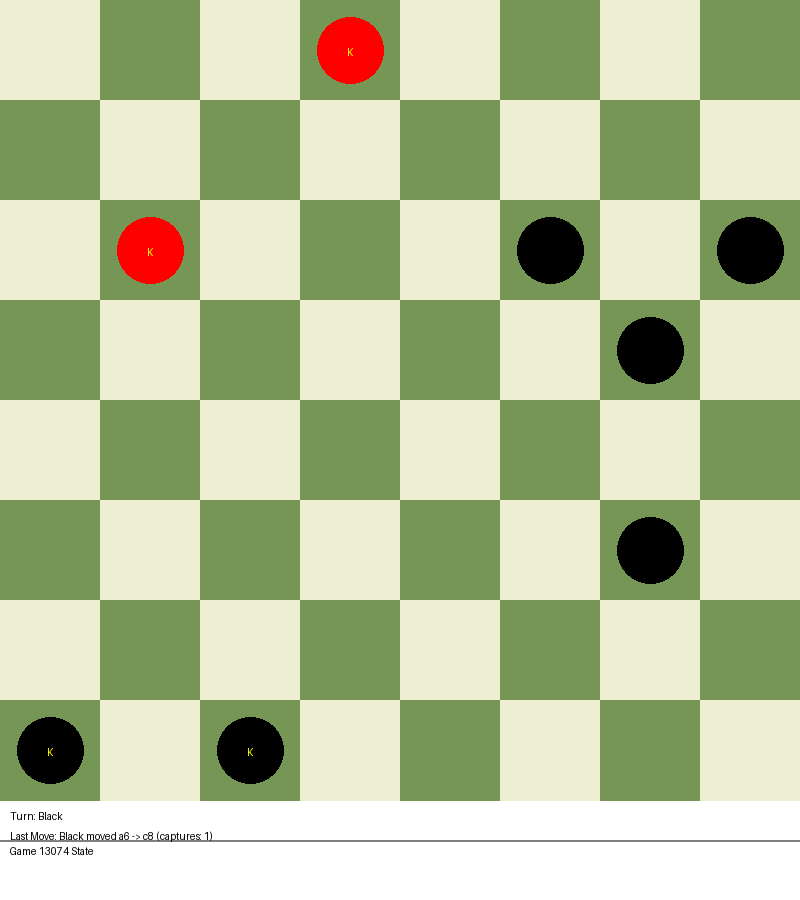 K
K
K K
Turn: Black
Last Move: Black moved a6 -> c8 (captures: 1)
Game 13074 State